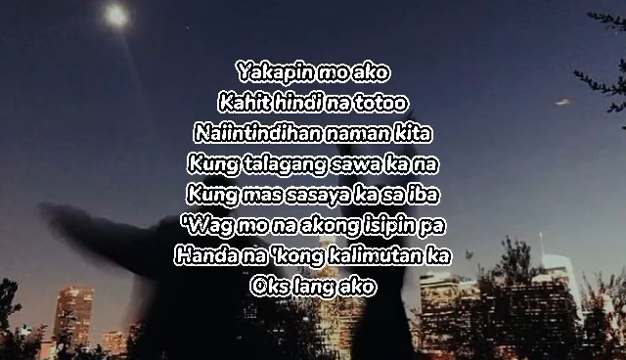 Yakapin mo ako
Kahit hindi na totoo
Naiintindihan naman kita
Kung talagang sawa ka na
Kung mas sasaya ka sa iba
'Wag mo na akong isipin pa
Handa na 'kong kalimutan ka
Oks lang ako